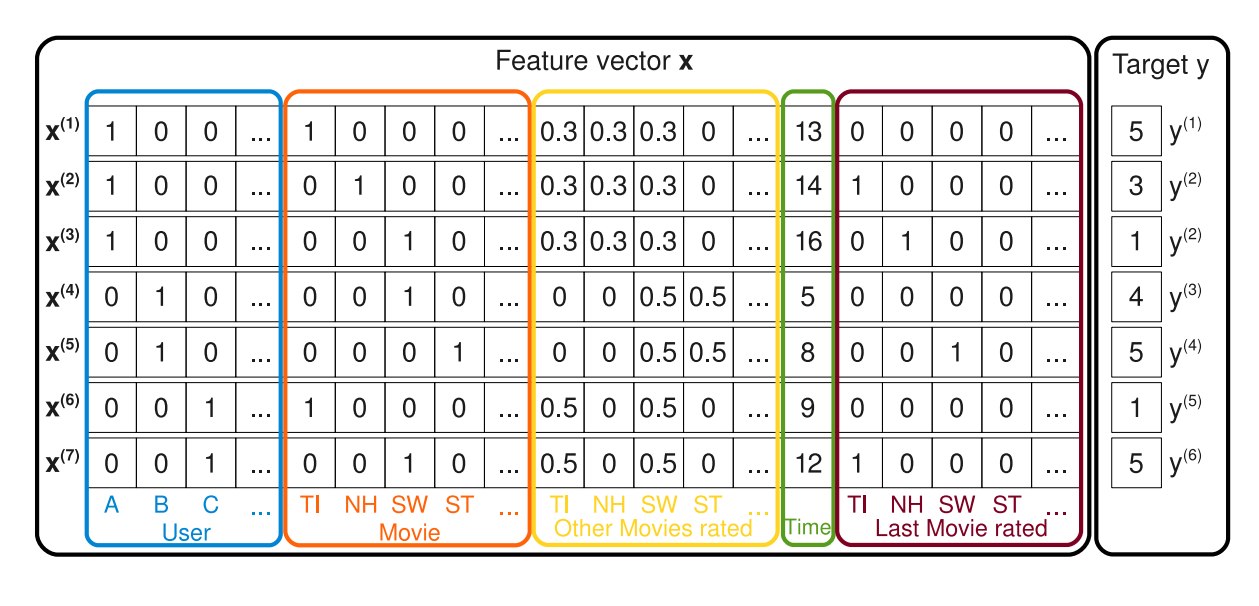 Feature vector x Target y
x(1) 1 0 0 ... 1 0 0 0 ... 0.3 0.3 0.3 0 ... 13 0 0 0 0 ... 5 y(1)
x(2) 1 0 0 ... 0 1 0 0 ... 0.3 0.3 0.3 0 ... 14 1 0 0 0 ... 3 y(2)
x(3) 1 0 0 ... 0 0 1 0 ... 0.3 0.3 0.3 0 ... 16 0 1 0 0 ... 1 y(2)
x(4) 0 1 0 ... 0 0 1 0 ... 0 0 0.5 0.5 ... 5 0 0 0 0 ... 4 y(3)
x(5) 0 1 0 ... 0 0 0 1 ... 0 0 0.5 0.5 ... 8 0 0 1 0 ... 5 y(4)
x(6) 0 0 1 ... 1 0 0 0 ... 0.5 0 0.5 0 ... 9 0 0 0 0 ... 1 y(5)
x(7) 0 0 1 ... 0 0 1 0 ... 0.5 0 0.5 0 ... 12 1 0 0 0 ... 5 y(6)
A B C ... TI NH SW ST ... TI NH SW ST ... TI NH SW ST ...
User Movie Other Movies rated Time Last Movie rated